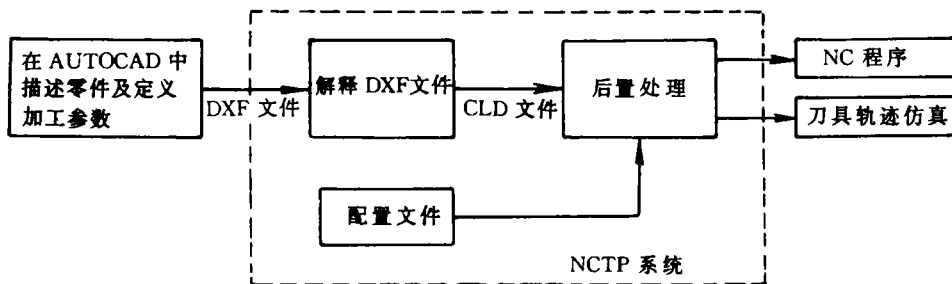 在 AUTOCAD 中
描述零件及定义
加工参数
DXF 文件
解释 DXF文件
CLD 文件
后置处理
NC 程序
刀具轨迹仿真
配置文件
NCTP 系统